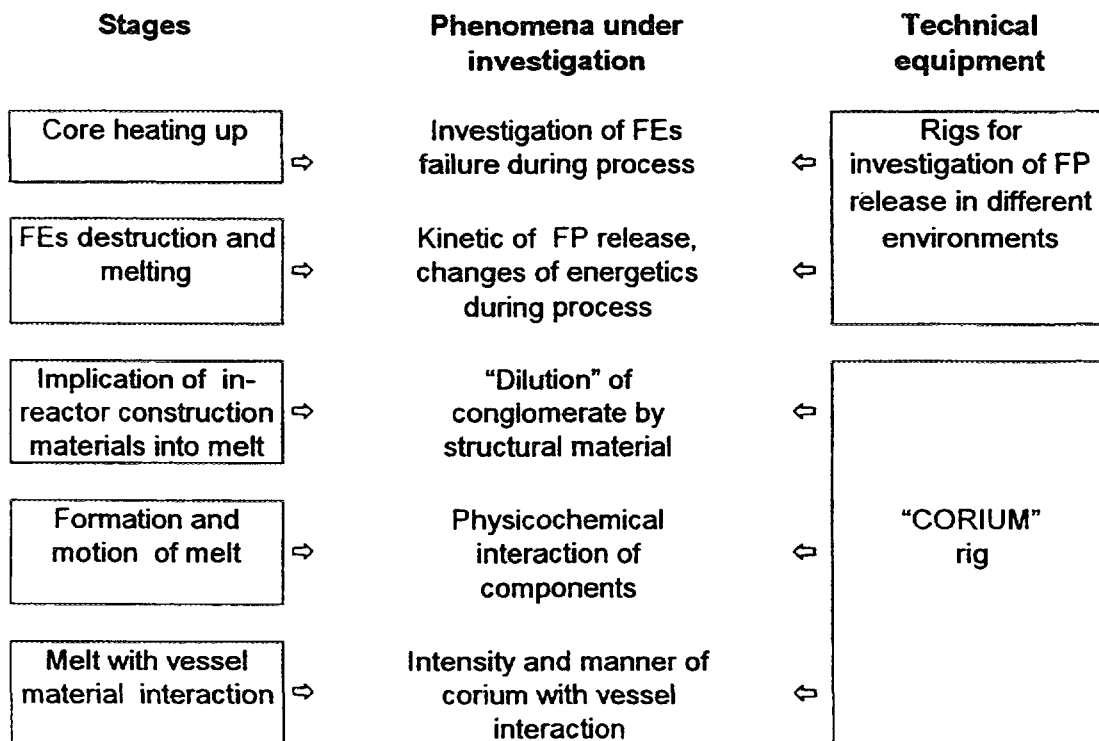 Stages
Phenomena under
investigation
Technical
equipment
Core heating up
Investigation of FEs
failure during process
Rigs for
investigation of FP
release in different
environments
FEs destruction and
melting
Kinetic of FP release,
changes of energetics
during process
Implication of in-
reactor construction
materials into melt
"Dilution" of
conglomerate by
structural material
"CORIUM"
rig
Formation and
motion of melt
Physicochemical
interaction of
components
Melt with vessel
material interaction
Intensity and manner of
corium with vessel
interaction